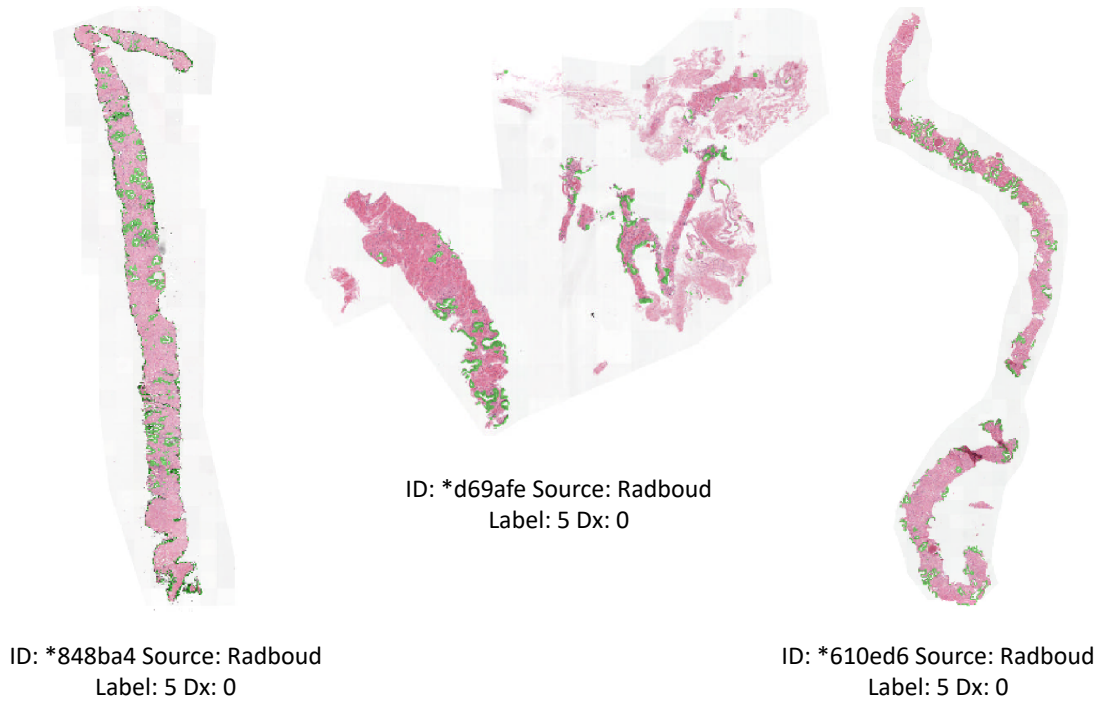 ID: *d69afe Source: Radboud
Label: 5 Dx: 0
ID: *848ba4 Source: Radboud
Label: 5 Dx: 0
ID: *610ed6 Source: Radboud
Label: 5 Dx: 0